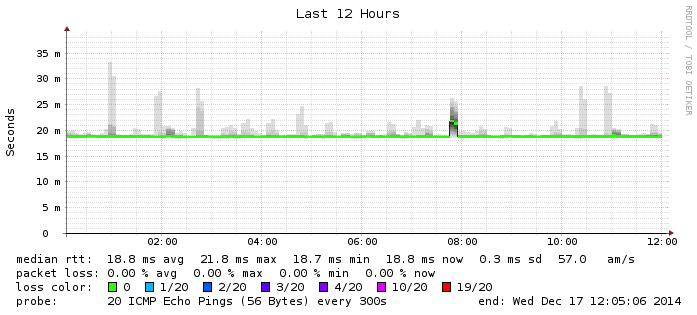 Last 12 Hours
RRDTOOL / TOBI OETIKER
Seconds
35 m
30 m
25 m
20 m
15 m
10 m
5 m
0
02:00 04:00 06:00 08:00 10:00 12:00
median rtt: 18.8 ms avg 21.8 ms max 18.7 ms min 18.8 ms now 0.3 ms sd 57.0 am/s
packet loss: 0.00 % avg 0.00 % max 0.00 % min 0.00 % now
loss color: 0 1/20 2/20 3/20 4/20 10/20 19/20
probe: 20 ICMP Echo Pings (56 Bytes) every 300s end: Wed Dec 17 12:05:06 2014